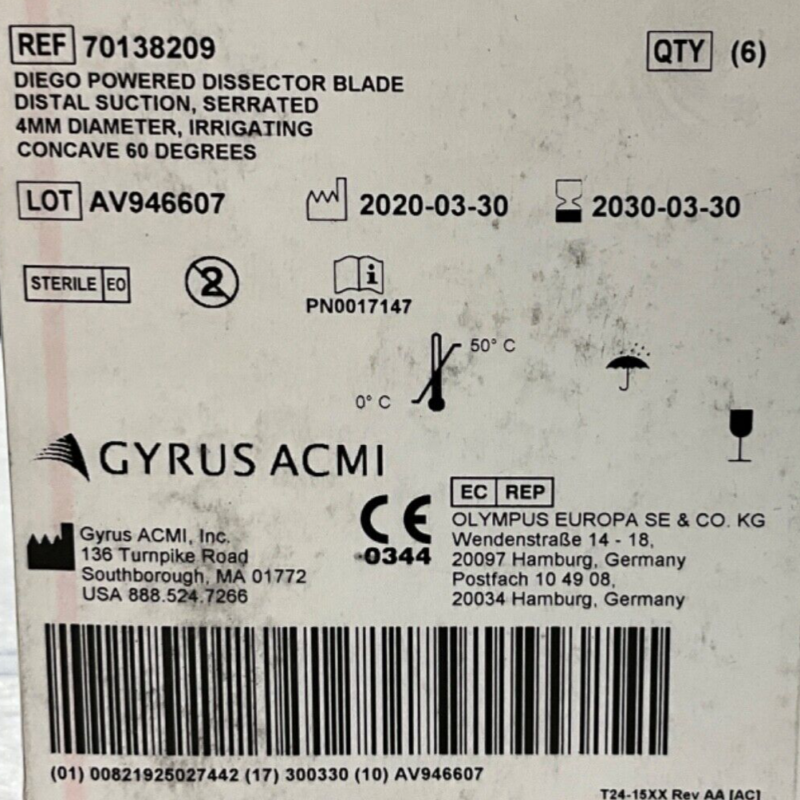 REF 70138209 QTY (6)
DIEGO POWERED DISSECTOR BLADE
DISTAL SUCTION, SERRATED
4MM DIAMETER, IRRIGATING
CONCAVE 60 DEGREES
LOT AV946607 2020-03-30 2030-03-30
STERILE EO 2 i
PN0017147
50° C
0° C
GYRUS ACMI
CE
0344
Gyrus ACMI, Inc.
136 Turnpike Road
Southborough, MA 01772
USA 888.524.7266
EC REP
OLYMPUS EUROPA SE & CO. KG
Wendenstraße 14 - 18,
20097 Hamburg, Germany
Postfach 10 49 08,
20034 Hamburg, Germany
(01) 00821925027442 (17) 300330 (10) AV946607
T24-15XX Rev AA [AC]